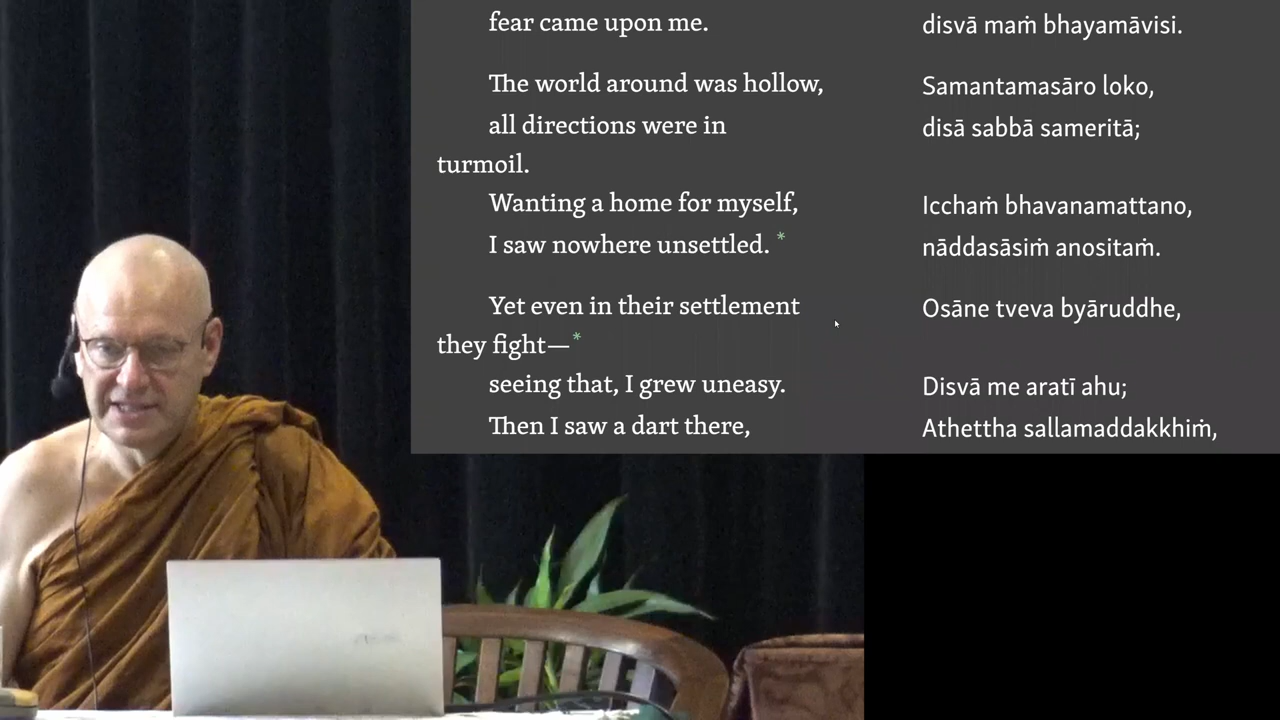 fear came upon me.
The world around was hollow,
all directions were in
turmoil.
Wanting a home for myself,
I saw nowhere unsettled. *
Yet even in their settlement
they fight—*
seeing that, I grew uneasy.
Then I saw a dart there,
disvā maṁ bhayamāvisi.
Samantamasāro loko,
disā sabbā sameritā;
Icchaṁ bhavanamattano,
nāddasāsiṁ anositaṁ.
Osāne tveva byāruddhe,
Disvā me aratī ahu;
Athettha sallamaddakkhiṁ,